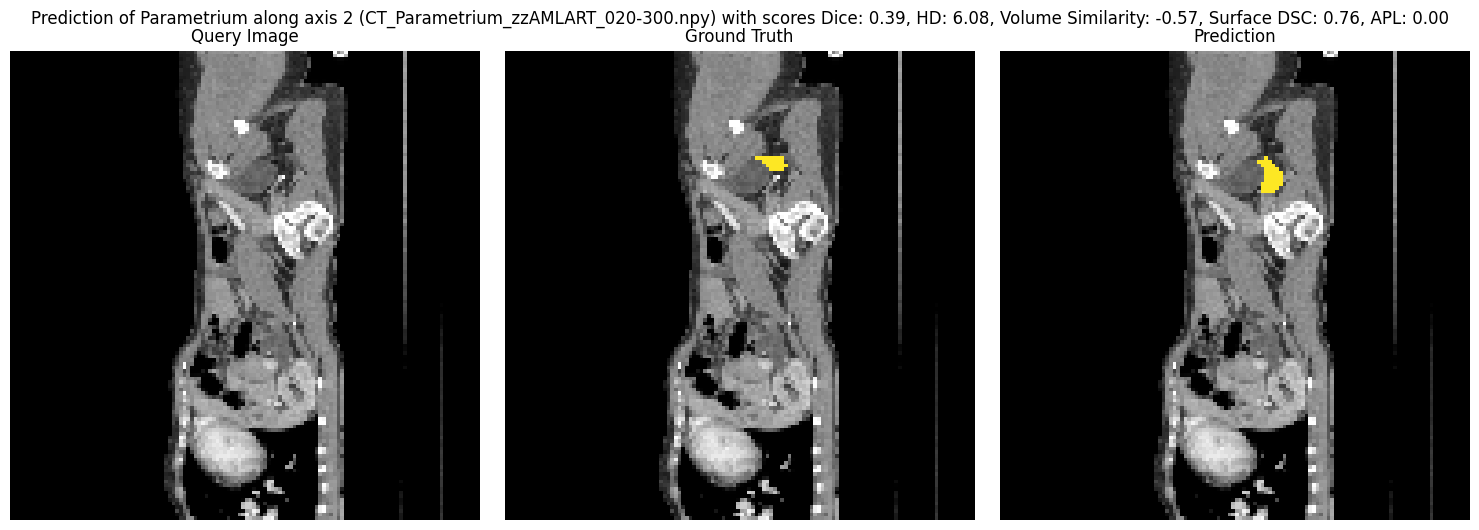 Prediction of Parametrium along axis 2 (CT_Parametrium_zzAMLART_020-300.npy) with scores Dice: 0.39, HD: 6.08, Volume Similarity: -0.57, Surface DSC: 0.76, APL: 0.00
Query Image
Ground Truth
Prediction